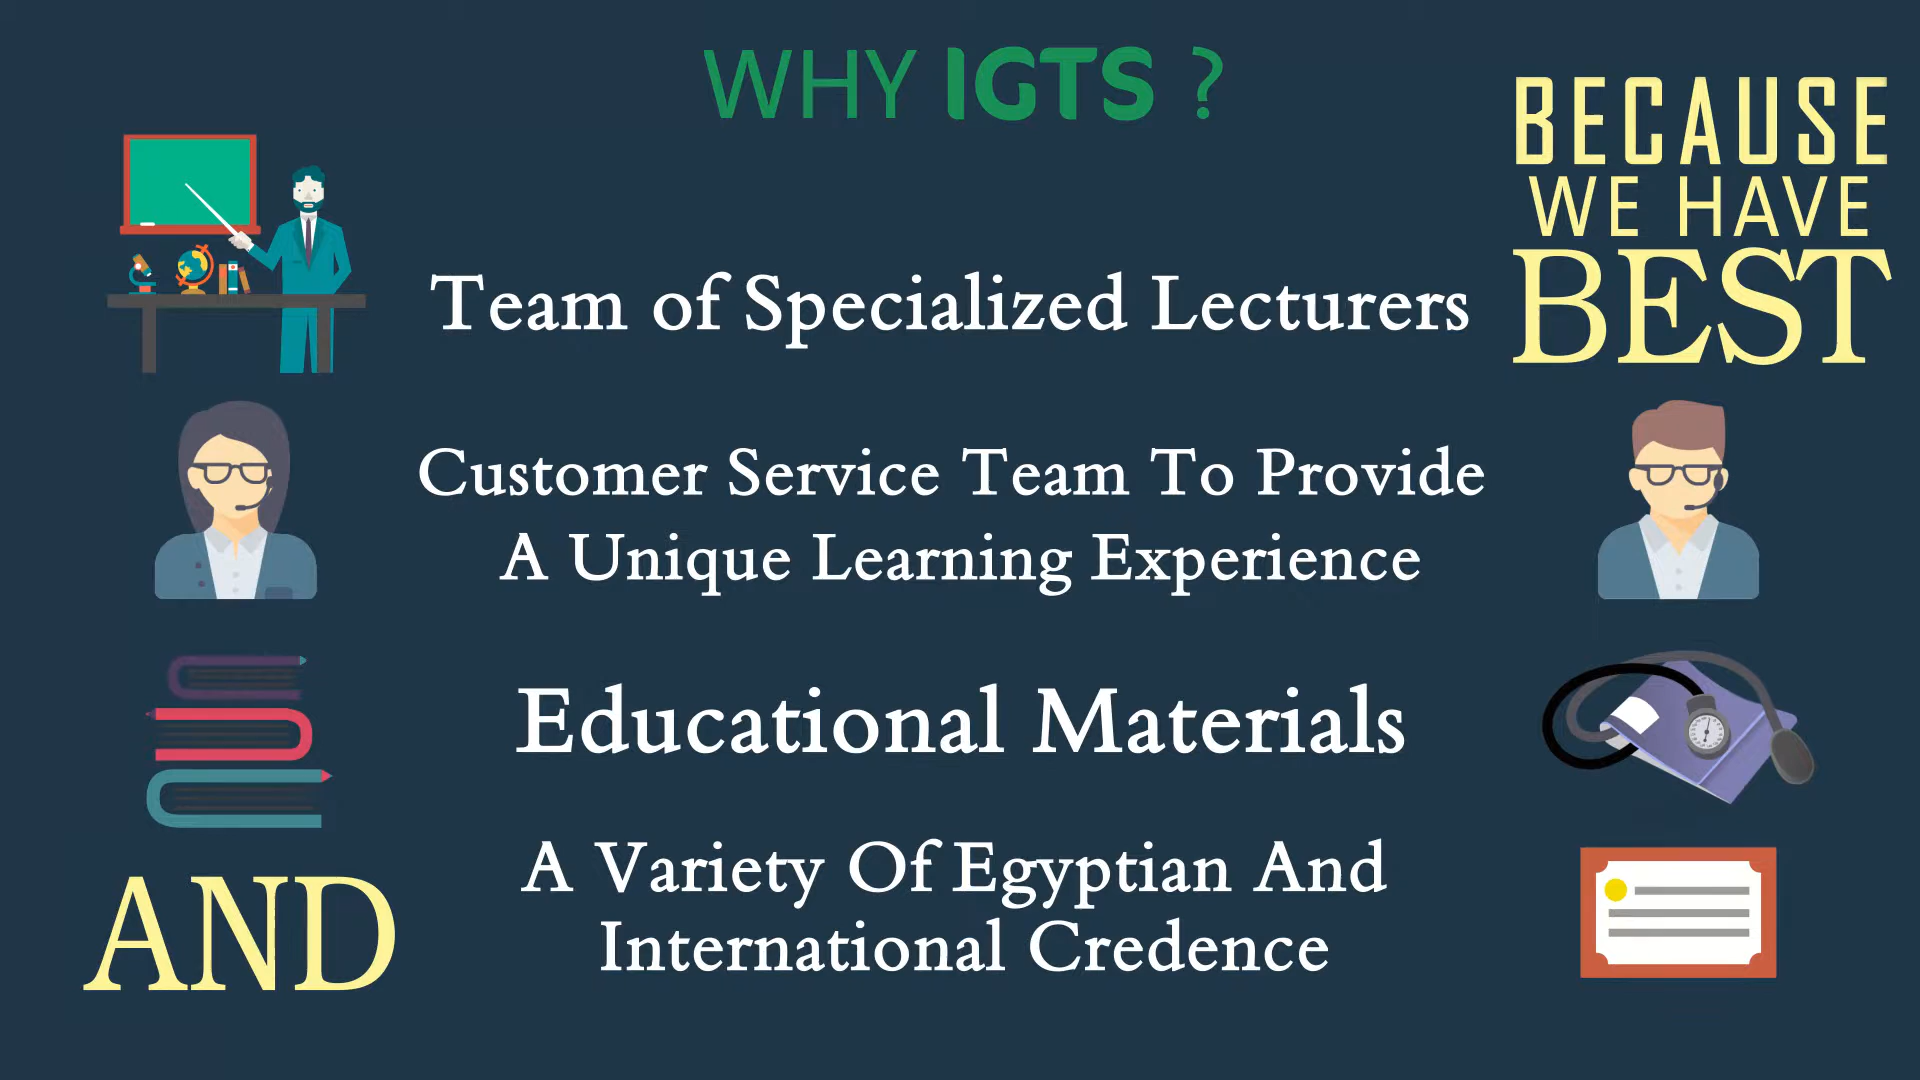 WHY IGTS ?
BECAUSE
WE HAVE
BEST
Team of Specialized Lecturers
Customer Service Team To Provide
A Unique Learning Experience
Educational Materials
AND
A Variety Of Egyptian And
International Credence